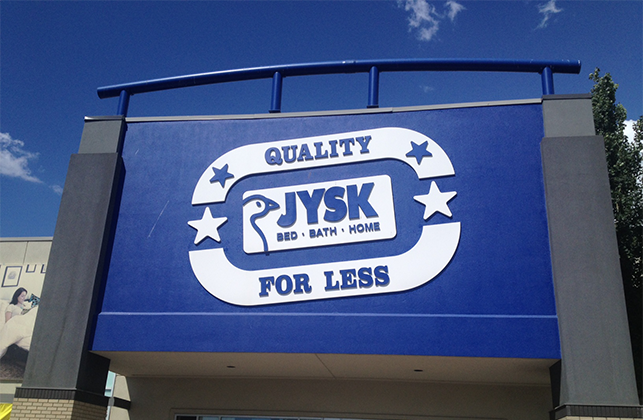 QUALITY
JYSK
BED · BATH · HOME
FOR LESS